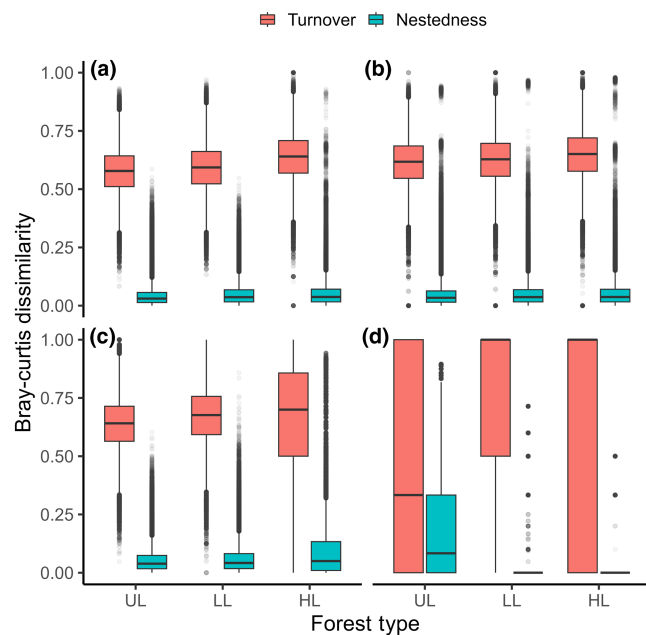 Turnover Nestedness
(a) (b)
1.00
0.75
0.50
0.25
0.00
(c) (d)
1.00
0.75
0.50
0.25
0.00
Bray-curtis dissimilarity
UL LL HL UL LL HL
Forest type